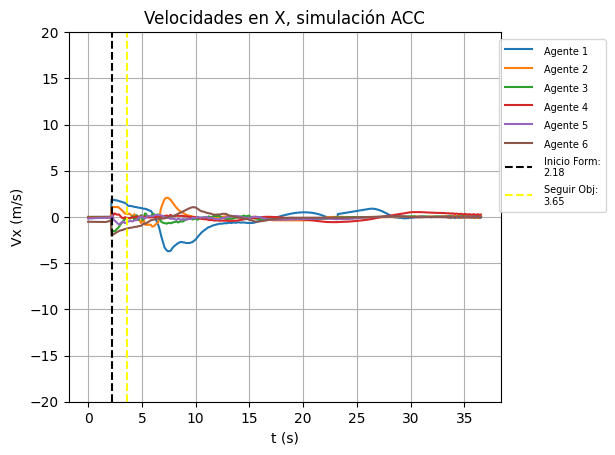 Velocidades en X, simulación ACC
Agente 1
Agente 2
Agente 3
Agente 4
Agente 5
Agente 6
Inicio Form:
2.18
Seguir Obj:
3.65
Vx (m/s)
20
15
10
5
0
−5
−10
−15
−20
0 5 10 15 20 25 30 35
t (s)